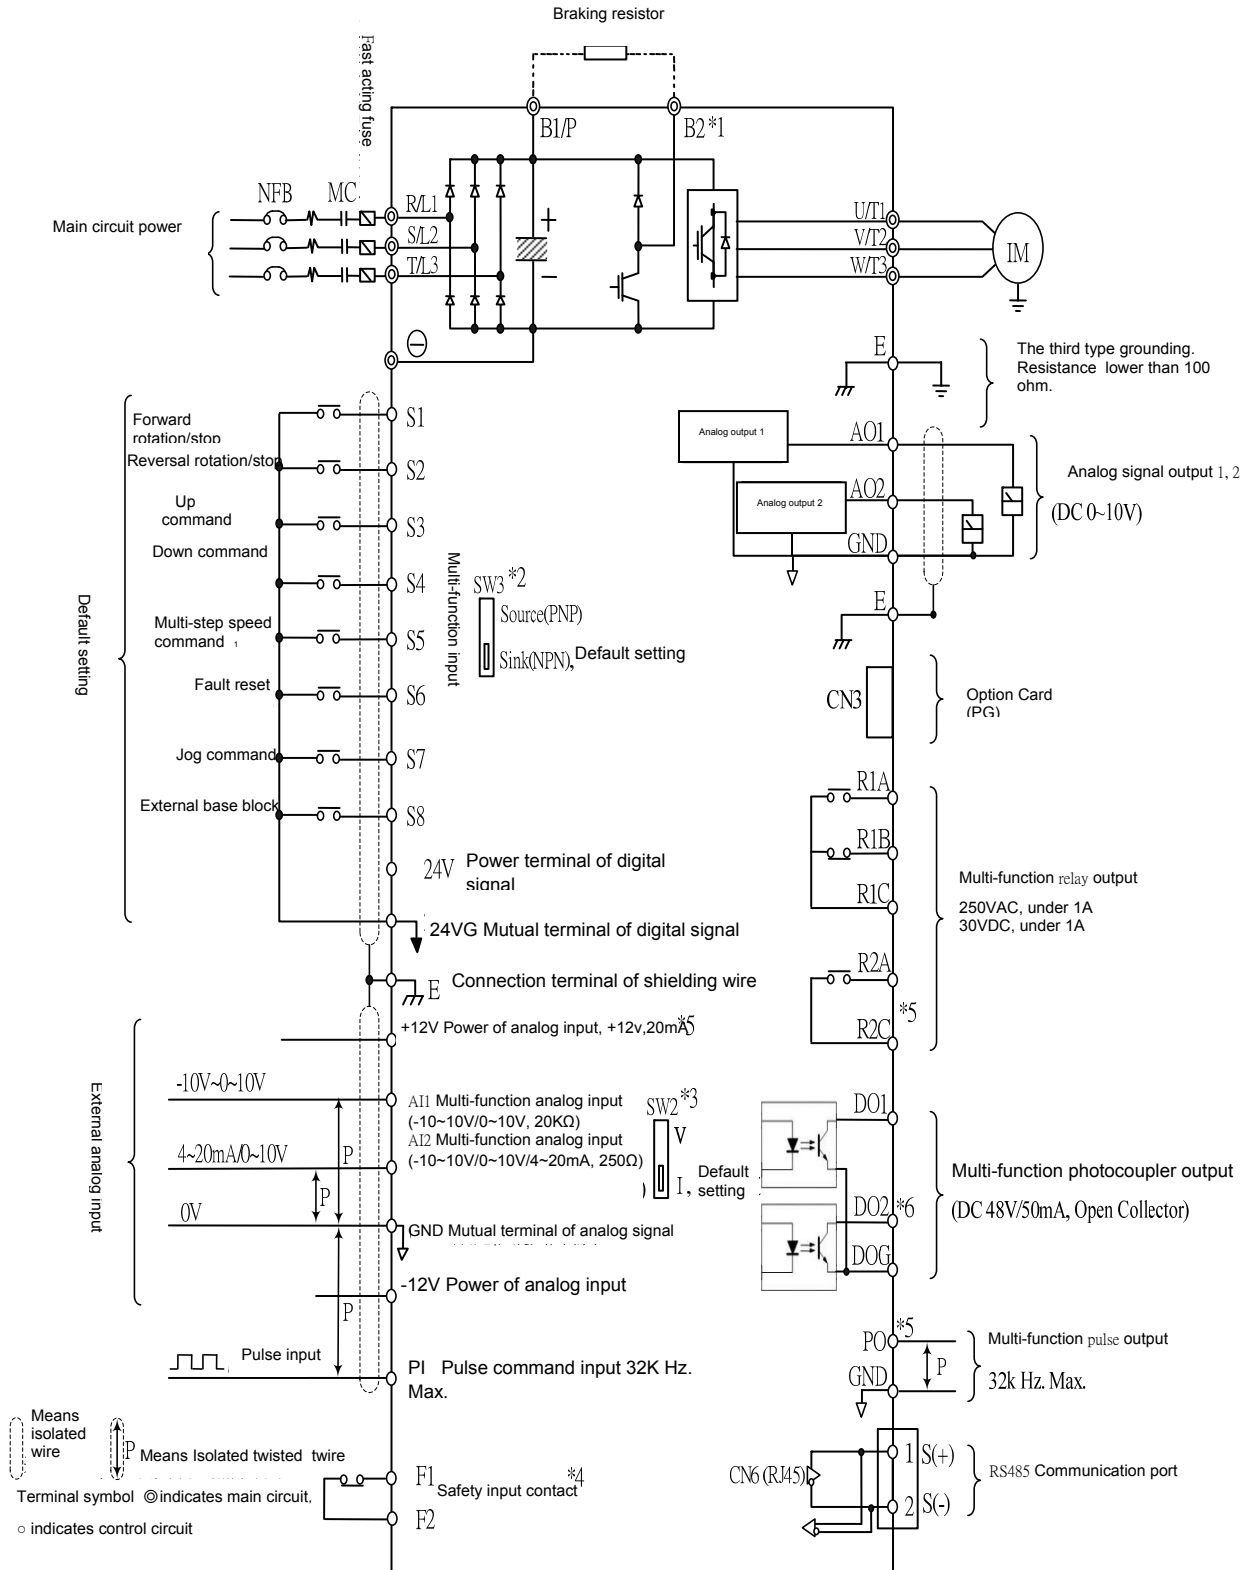 Braking resistor
Fast acting fuse
B1/P
B2*1
NFB
MC
R/L1
S/L2
T/L3
Main circuit power
+
−
U/T1
V/T2
W/T3
IM
E
The third type grounding.
Resistance lower than 100
ohm.
Default setting
Forward
rotation/stop
S1
Reversal rotation/stop
S2
Up
command
S3
Down command
S4
Multi-step speed
command 1
S5
Fault reset
S6
Jog command
S7
External base block
S8
Multi-function input
SW3 *2
Source(PNP)
Sink(NPN), Default setting
24V Power terminal of digital
signal
24VG Mutual terminal of digital signal
E Connection terminal of shielding wire
Analog output 1
AO1
Analog output 2
AO2
GND
Analog signal output 1, 2
(DC 0~10V)
E
CN3
Option Card
(PG)
R1A
R1B
R1C
Multi-function relay output
250VAC, under 1A
30VDC, under 1A
R2A
*5
R2C
External analog input
+12V Power of analog input, +12v,20mA *5
-10V~0~10V
AI1 Multi-function analog input
(-10~10V/0~10V, 20KΩ)
4~20mA/0~10V
P
AI2 Multi-function analog input
(-10~10V/0~10V/4~20mA, 250Ω)
P
SW2 *3
V
I, Default
setting
)
0V
GND Mutual terminal of analog signal
-12V Power of analog input
P
Pulse input
PI Pulse command input 32K Hz.
Max.
DO1
DO2 *6
DOG
Multi-function photocoupler output
(DC 48V/50mA, Open Collector)
PO *5
P
GND
Multi-function pulse output
32k Hz. Max.
CN6 (RJ45)
1 S(+)
2 S(-)
RS485 Communication port
Means
isolated
wire
P Means Isolated twisted twire
Terminal symbol ◎indicates main circuit,
○ indicates control circuit
F1 Safety input contact *4
F2